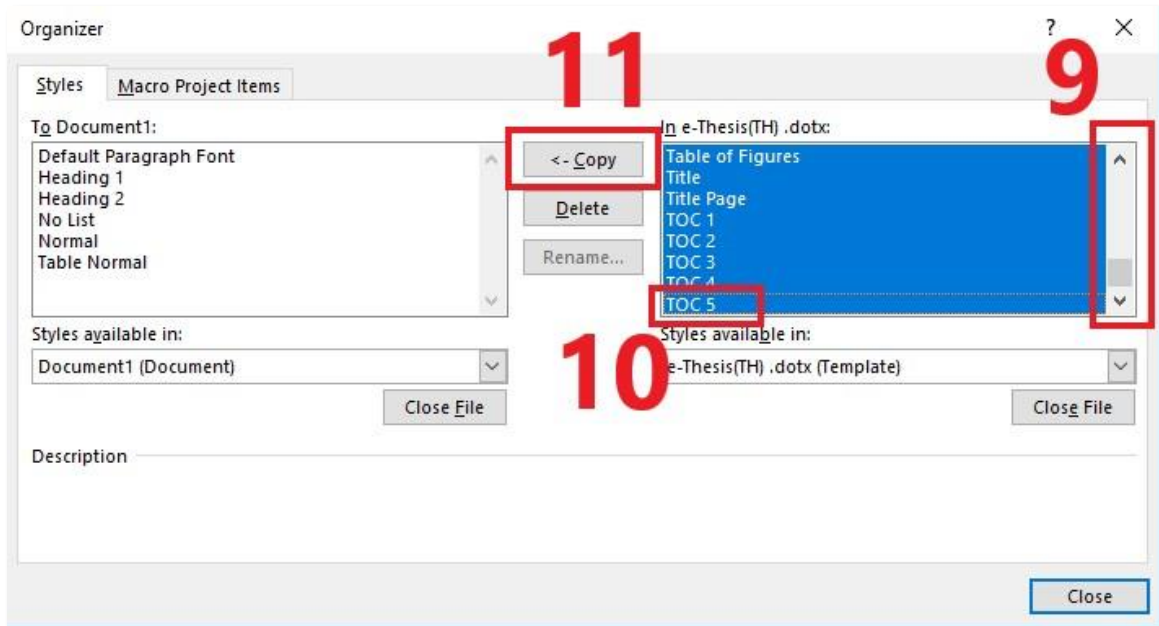 Organizer
?
11
9
Styles
Macro Project Items
To Document1:
Default Paragraph Font
Heading 1
Heading 2
No List
Normal
Table Normal
<- Copy
Delete
Rename...
In e-Thesis(TH) .dotx:
Table of Figures
Title
Title Page
TOC 1
TOC 2
TOC 3
TOC 4
TOC 5
10
Styles available in:
Document1 (Document)
Close File
Styles available in:
e-Thesis(TH) .dotx (Template)
Close File
Description
Close